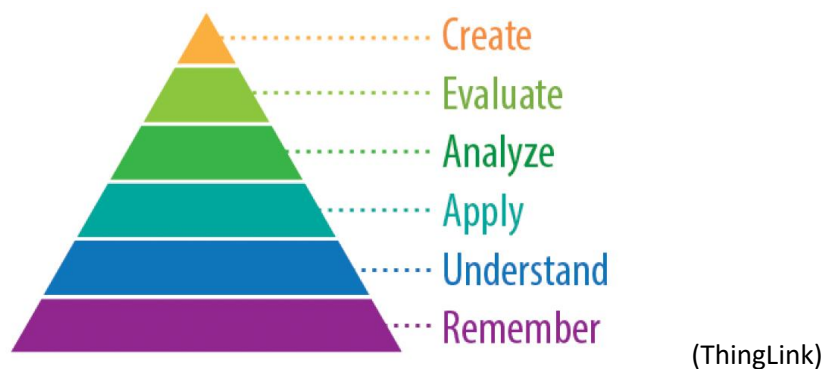 Create
Evaluate
Analyze
Apply
Understand
Remember
(ThingLink)